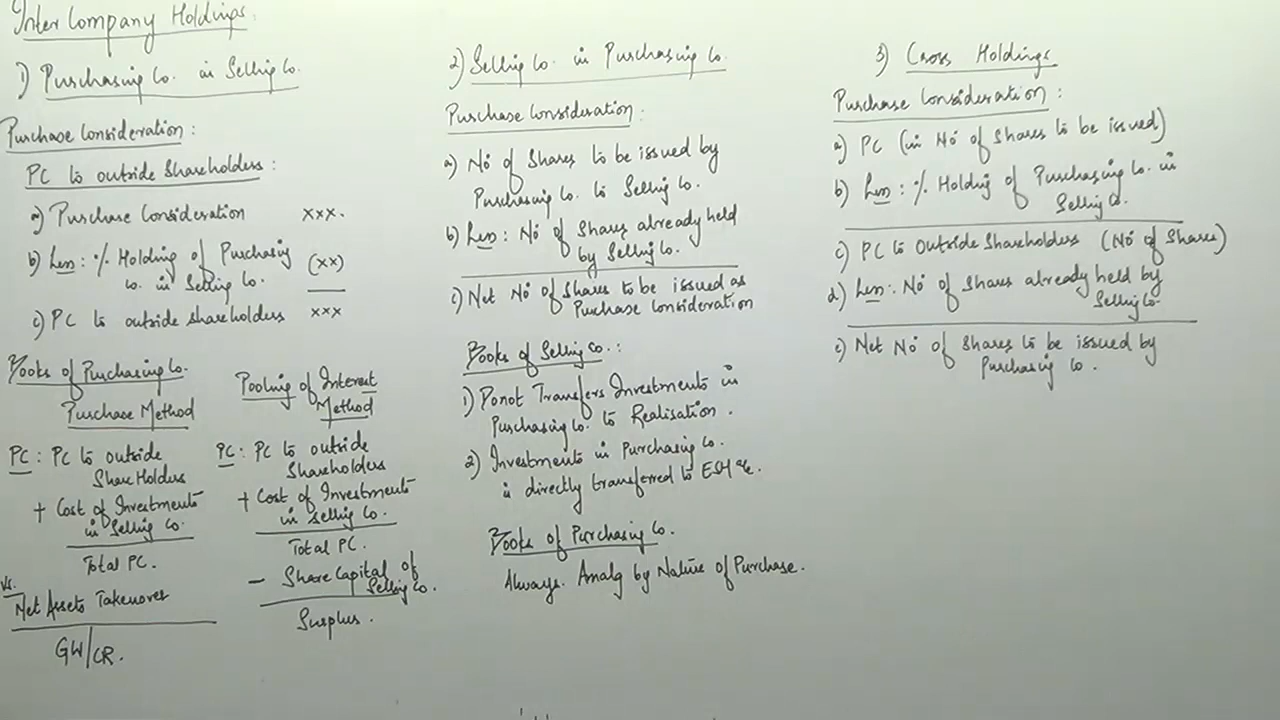 Inter Company Holdings
1) Purchasing Co. in Selling Co.
Purchase Consideration :
PC to outside Shareholders :
a) Purchase Consideration xxx.
b) Less : % Holding of Purchasing
Co. in Selling Co. (xx)
c) PC to outside shareholders xxx
Books of Purchasing Co.
Purchase Method
PC : PC to outside
ShareHolders
+ Cost of Investments
in Selling Co.
Total PC.
Vs.
Net Assets Takenover
GW/CR.
Pooling of Interest
Method
PC : PC to outside
Shareholders
+ Cost of Investments
in Selling Co.
Total PC.
- Share Capital of
Selling Co.
Surplus.
2) Selling Co. in Purchasing Co.
Purchase Consideration :
a) No of Shares to be issued by
Purchasing Co. to Selling Co.
b) Less : No of Shares already held
by Selling Co.
c) Net No of Shares to be issued as
Purchase Consideration
Books of Selling Co. :
1) Donot Transfers Investments in
Purchasing Co. to Realisation.
2) Investments in Purchasing Co.
is directly transferred to ESH a/c.
Books of Purchasing Co.
Always. Amalg by Nature of Purchase.
3) Cross Holdings
Purchase Consideration :
a) PC (in No of Shares to be issued)
b) Less : % Holding of Purchasing Co. in
Selling Co.
c) PC to Outside Shareholders (No of Shares)
d) Less : No of Shares already held by
Selling Co.
e) Net No of Shares to be issued by
Purchasing Co.